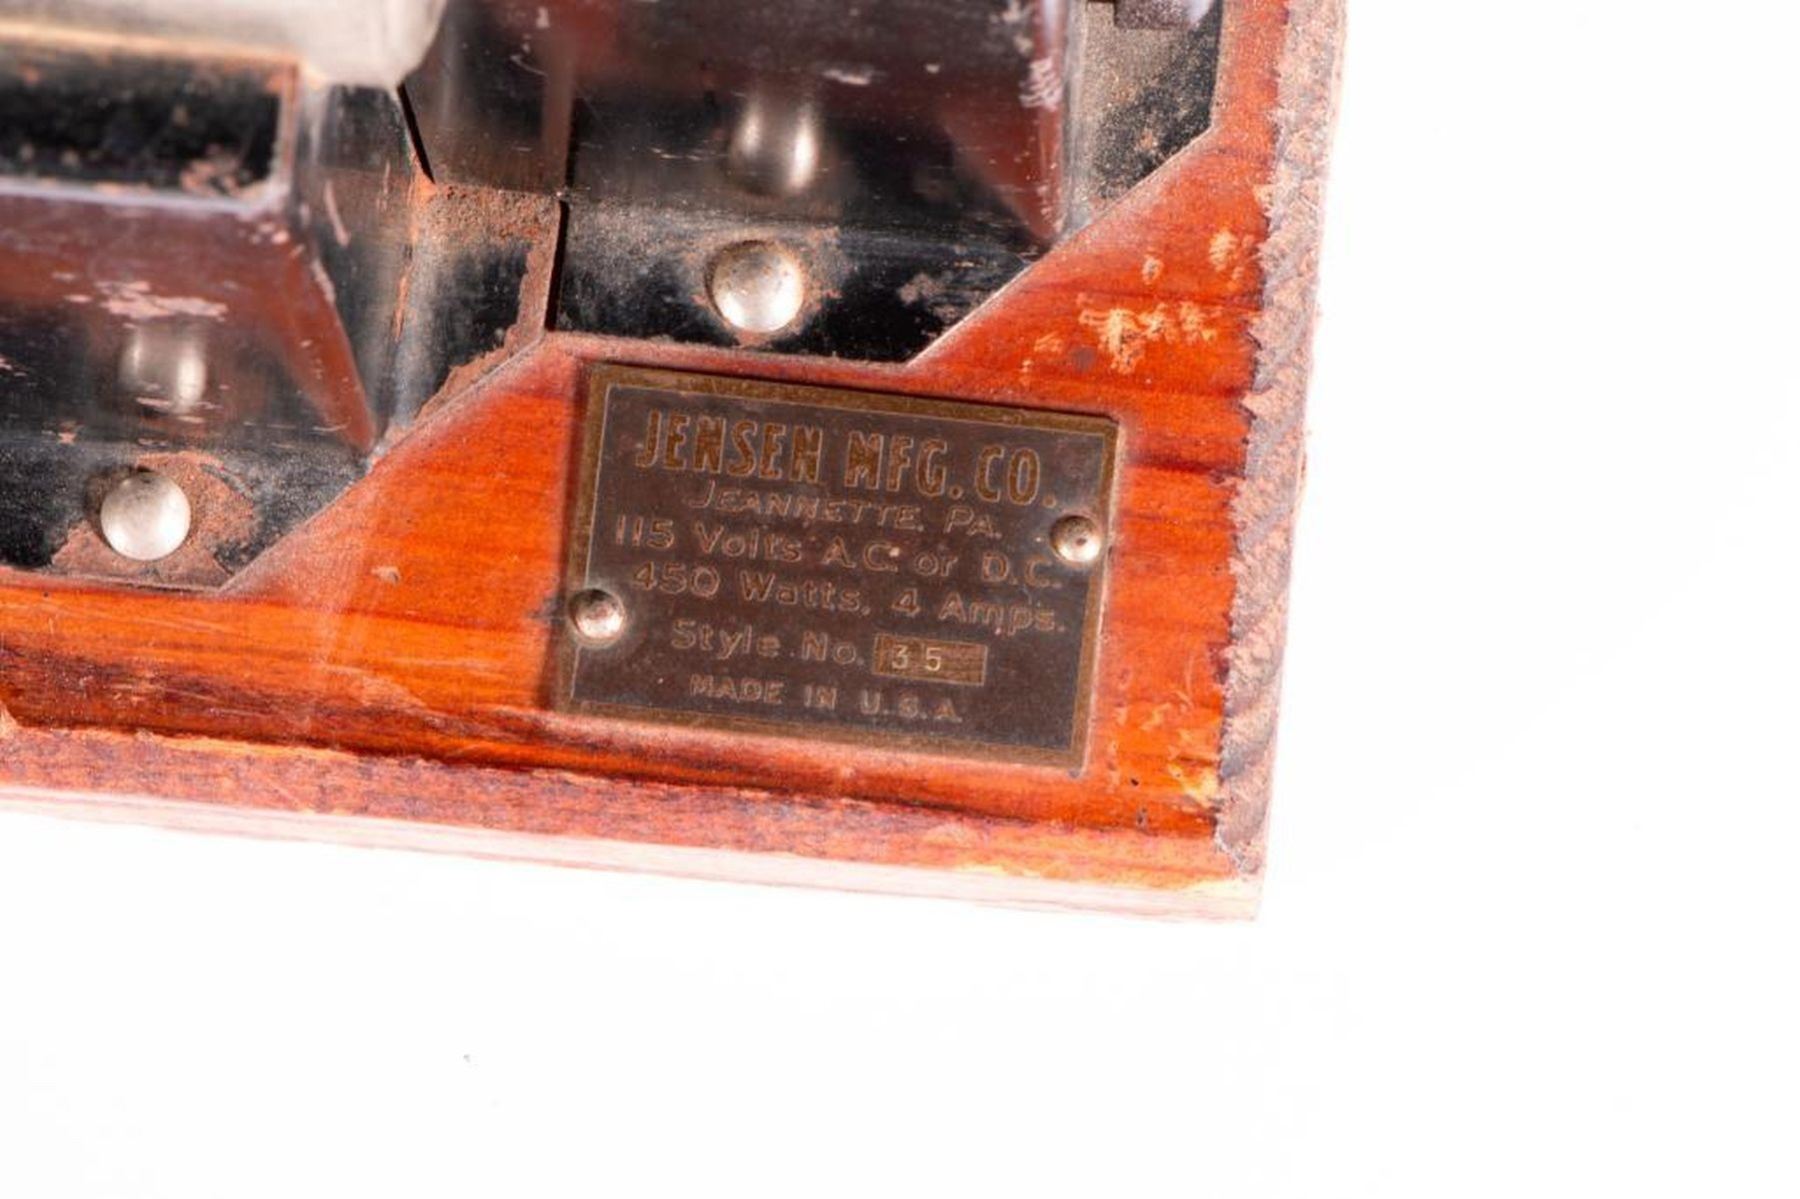 JENSEN MFG. CO.
JEANNETTE, PA.
115 Volts A.C. or D.C.
450 Watts, 4 Amps.
Style No. 35
MADE IN U.S.A.